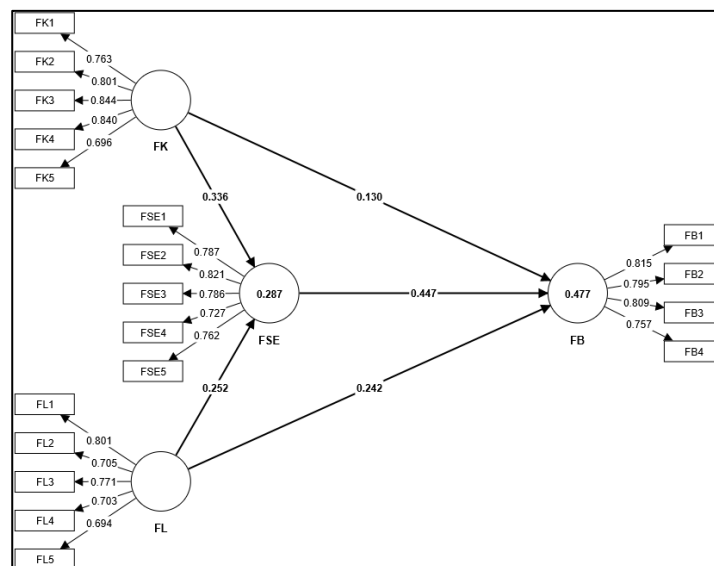 FK1
FK2
FK3
FK4
FK5
0.763
0.801
0.844
0.840
0.696
FK
0.336
0.130
FSE1
FSE2
FSE3
FSE4
FSE5
0.787
0.821
0.786
0.727
0.762
0.287
FSE
0.447
0.477
FB
0.815
0.795
0.809
0.757
FB1
FB2
FB3
FB4
0.252
0.242
FL1
FL2
FL3
FL4
FL5
0.801
0.705
0.771
0.703
0.694
FL